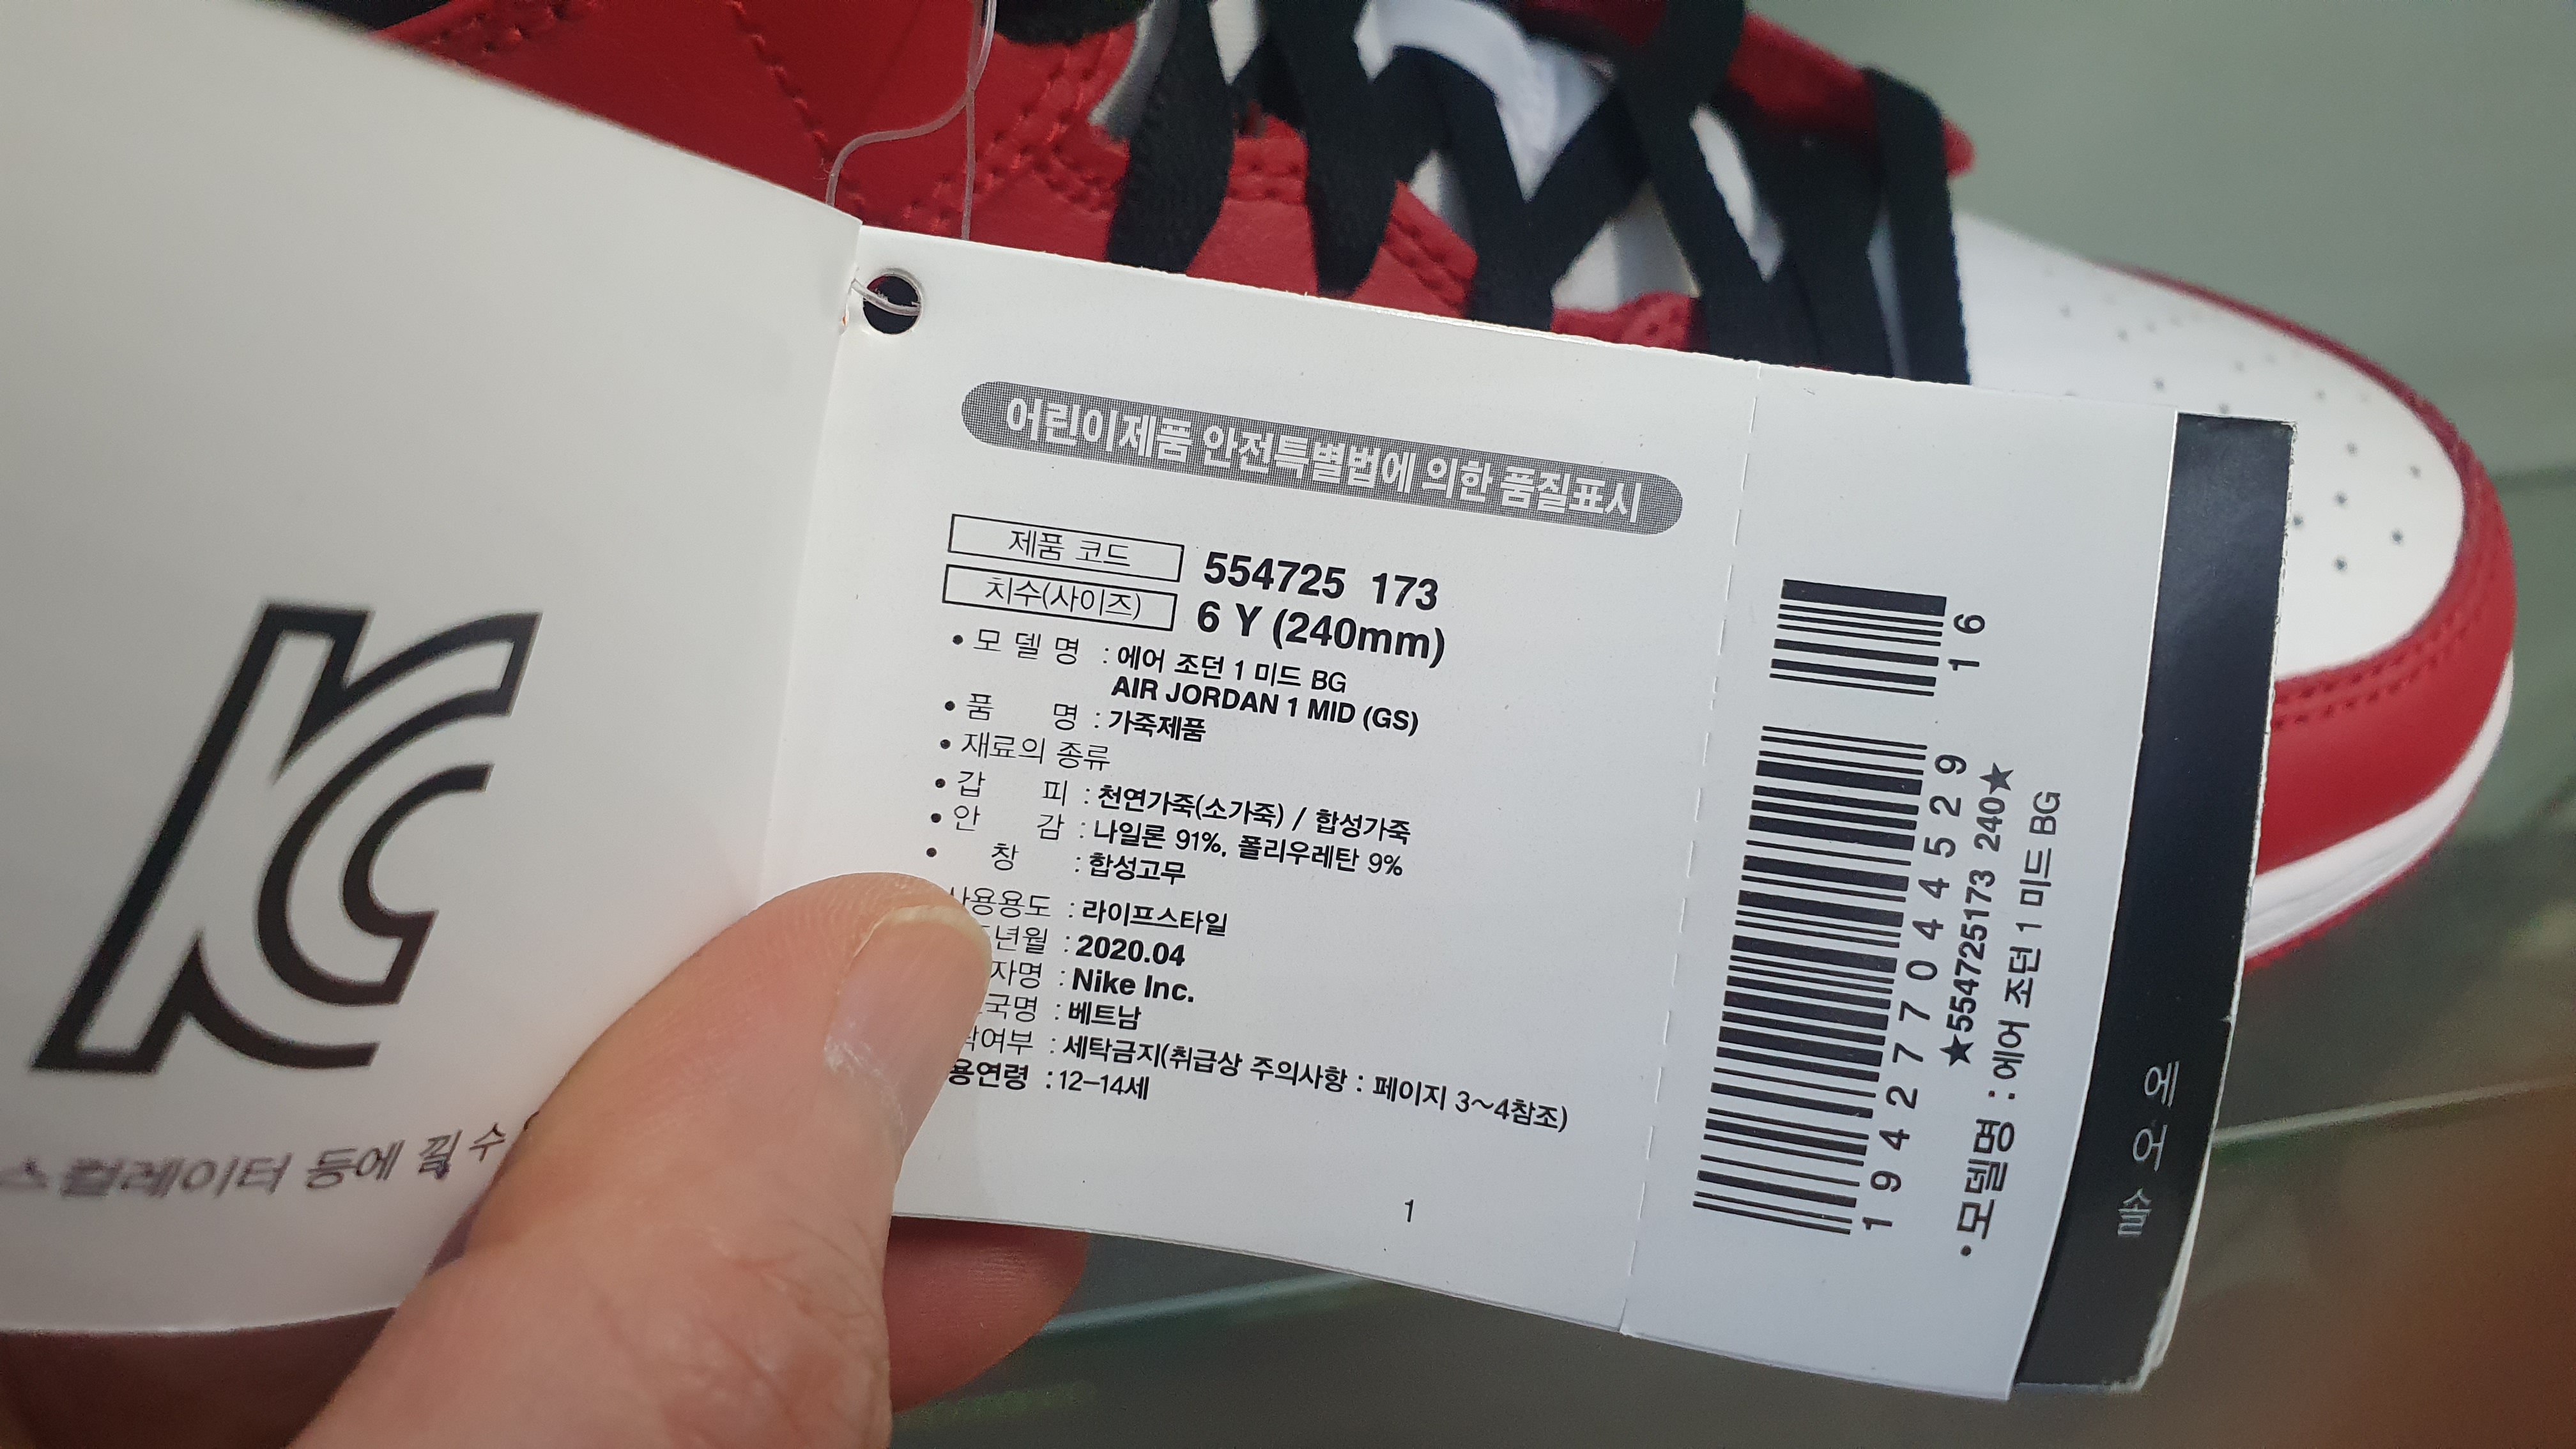 KC
스컬레이터 등에 낄 수
어린이제품 안전특별법에 의한 품질표시
제품 코드 554725 173
치수(사이즈) 6 Y (240mm)
• 모 델 명 : 에어 조던 1 미드 BG
AIR JORDAN 1 MID (GS)
• 품 명 : 가죽제품
• 재료의 종류
• 갑 피 : 천연가죽(소가죽) / 합성가죽
• 안 감 : 나일론 91%, 폴리우레탄 9%
• 창 : 합성고무
사용용도 : 라이프스타일
년월 : 2020.04
자명 : Nike Inc.
국명 : 베트남
여부 : 세탁금지(취급상 주의사항 : 페이지 3~4참조)
용연령 : 12-14세
1
194277044529 16
★554725173 240★
• 모델명 : 에어 조던 1 미드 BG
에어 솔